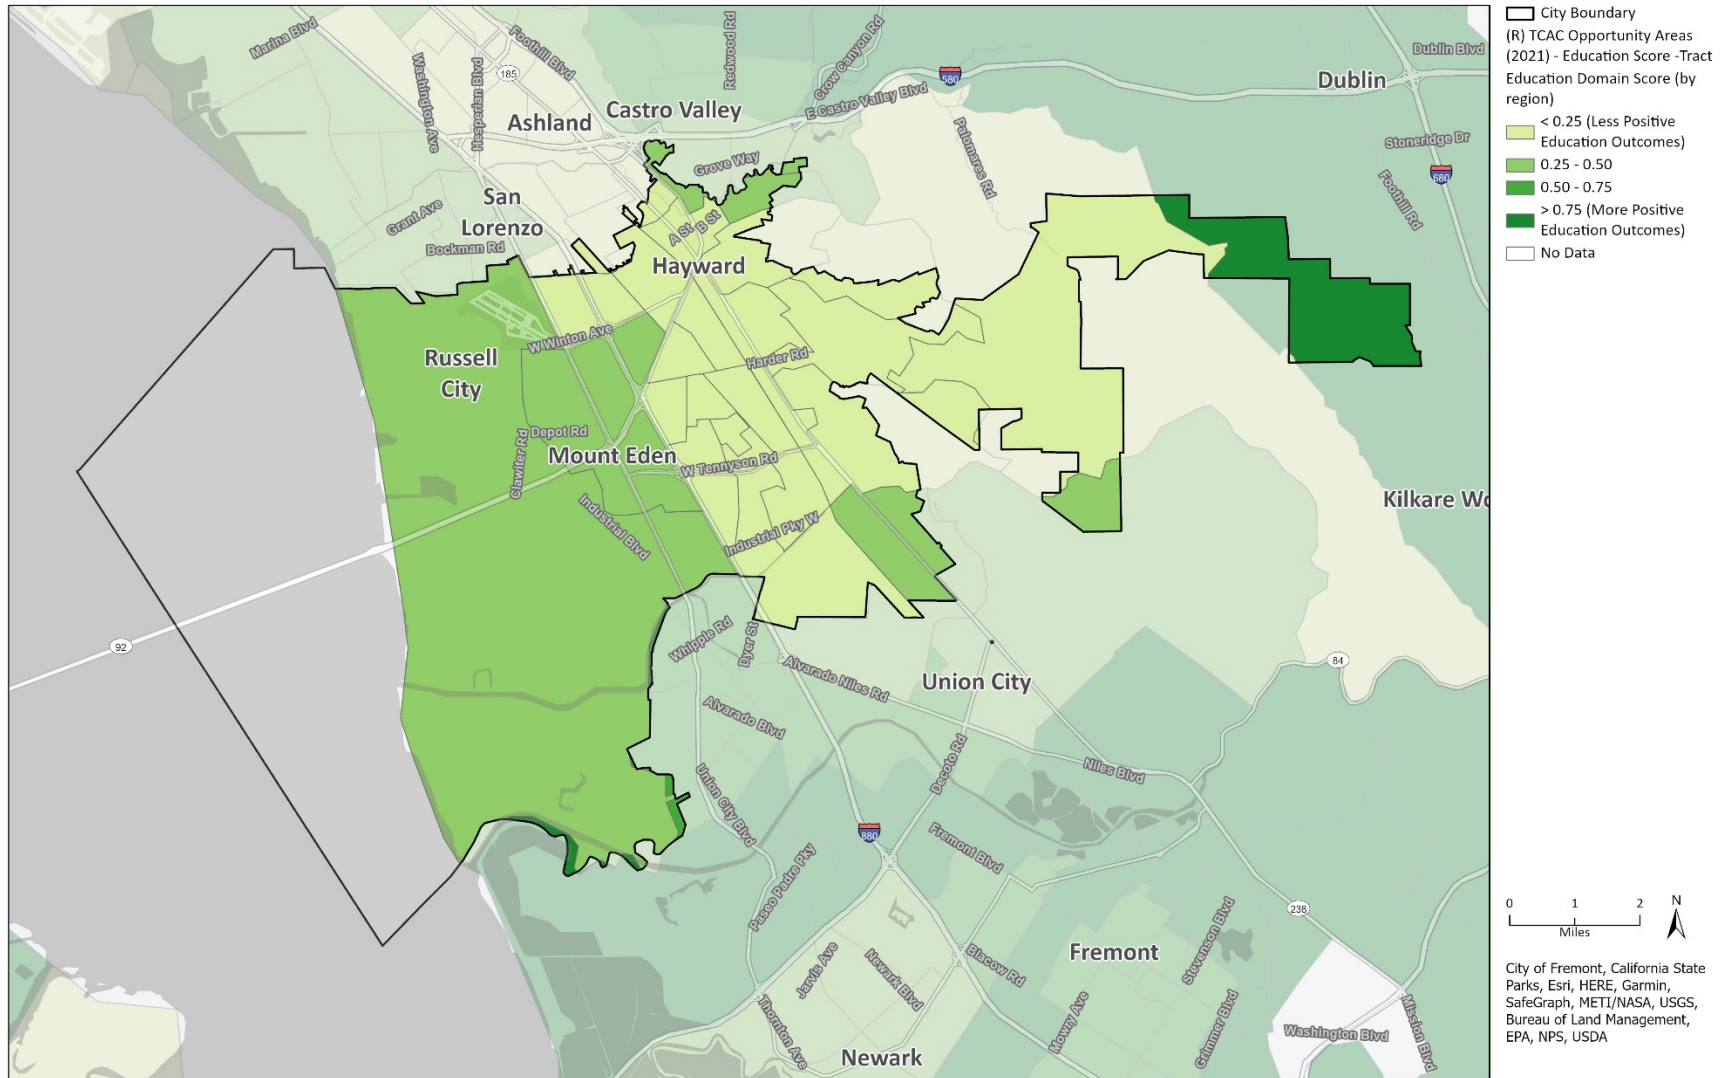 Marina Blvd
Washington Ave
Hesperian Blvd
185
Foothill Blvd
Redwood Rd
Crow Canyon Rd
580
E Castro Valley Blvd
Dublin Blvd
Dublin
Castro Valley
Ashland
Stoneridge Dr
680
Foothill Rd
Grove Way
Palomares Rd
San
Lorenzo
Grant Ave
Bockman Rd
A St
B St
Hayward
W Winton Ave
Russell
City
Harder Rd
Depot Rd
Clawiter Rd
Mount Eden
W Tennyson Rd
Industrial Blvd
Industrial Pky W
Kilkare Wo
92
Whipple Rd
Dyer St
Alvarado Niles Rd
Union City
84
Alvarado Blvd
Union City Blvd
Decoto Rd
Niles Blvd
880
Fremont Blvd
Paseo Padre Pky
238
Jarvis Ave
Newark Blvd
Blacow Rd
Fremont
Stevenson Blvd
Mowry Ave
Grimmer Blvd
Washington Blvd
Mission Blvd
Thornton Ave
Newark
City Boundary
(R) TCAC Opportunity Areas
(2021) - Education Score -Tract
Education Domain Score (by
region)
< 0.25 (Less Positive
Education Outcomes)
0.25 - 0.50
0.50 - 0.75
> 0.75 (More Positive
Education Outcomes)
No Data
0 1 2
Miles
N
City of Fremont, California State
Parks, Esri, HERE, Garmin,
SafeGraph, METI/NASA, USGS,
Bureau of Land Management,
EPA, NPS, USDA